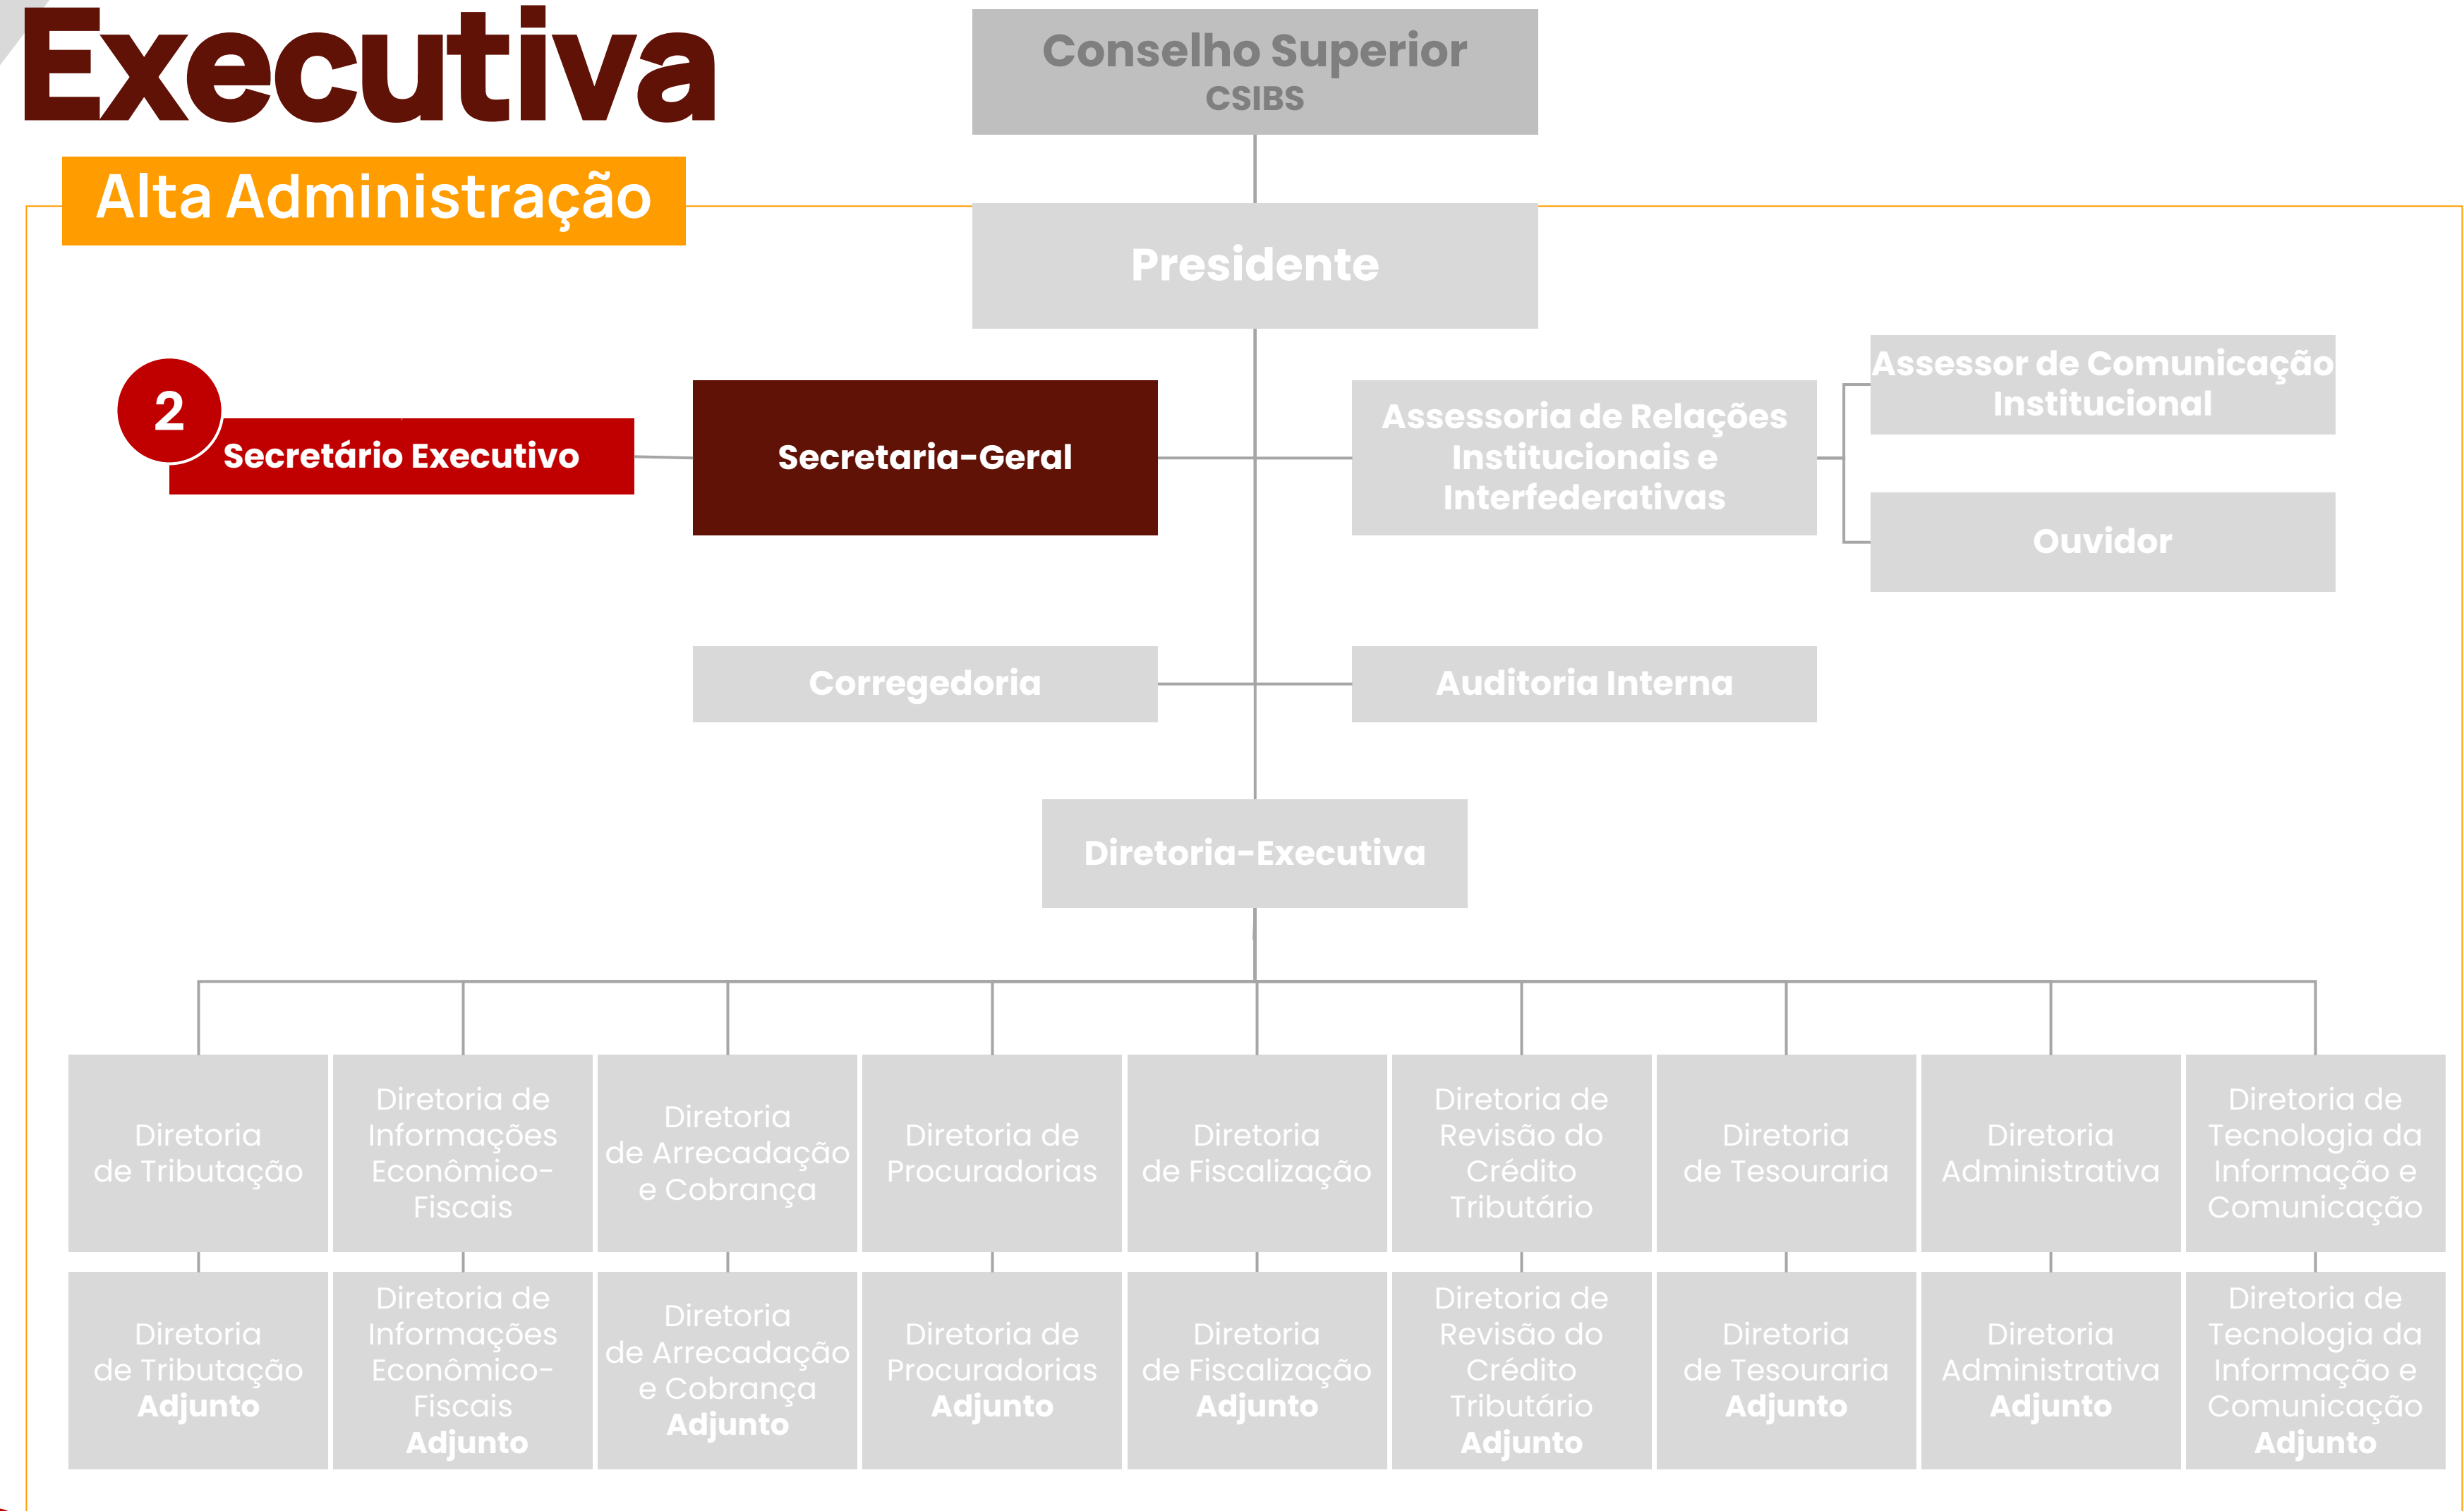 Executiva
Conselho Superior
CSIBS
Alta Administração
Presidente
2
Secretário Executivo
Secretaria-Geral
Assessoria de Relações
Institucionais e
Interfederativas
Assessor de Comunicação
Institucional
Ouvidor
Corregedoria
Auditoria Interna
Diretoria-Executiva
Diretoria
de Tributação
Diretoria de
Informações
Econômico-
Fiscais
Diretoria
de Arrecadação
e Cobrança
Diretoria de
Procuradorias
Diretoria
de Fiscalização
Diretoria de
Revisão do
Crédito
Tributário
Diretoria
de Tesouraria
Diretoria
Administrativa
Diretoria de
Tecnologia da
Informação e
Comunicação
Diretoria
de Tributação
Adjunto
Diretoria de
Informações
Econômico-
Fiscais
Adjunto
Diretoria
de Arrecadação
e Cobrança
Adjunto
Diretoria de
Procuradorias
Adjunto
Diretoria
de Fiscalização
Adjunto
Diretoria de
Revisão do
Crédito
Tributário
Adjunto
Diretoria
de Tesouraria
Adjunto
Diretoria
Administrativa
Adjunto
Diretoria de
Tecnologia da
Informação e
Comunicação
Adjunto